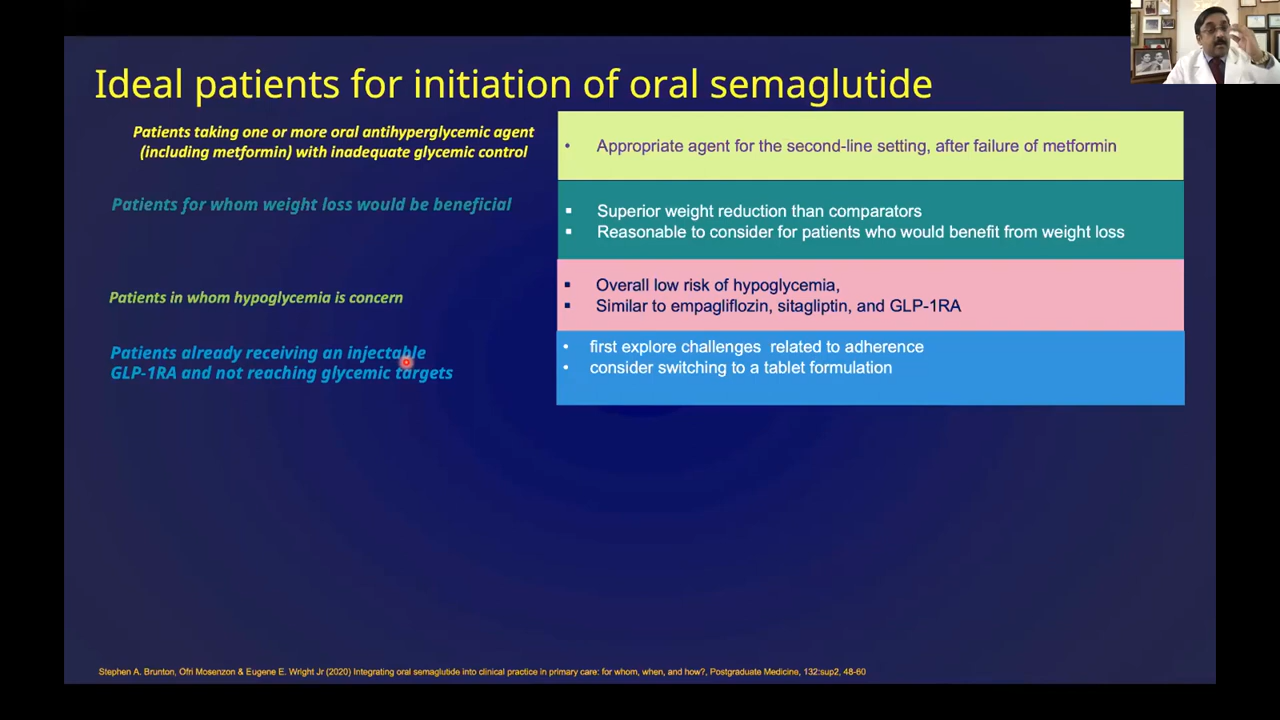 Ideal patients for initiation of oral semaglutide
Patients taking one or more oral antihyperglycemic agent
(including metformin) with inadequate glycemic control
• Appropriate agent for the second-line setting, after failure of metformin
Patients for whom weight loss would be beneficial
▪ Superior weight reduction than comparators
▪ Reasonable to consider for patients who would benefit from weight loss
Patients in whom hypoglycemia is concern
▪ Overall low risk of hypoglycemia,
▪ Similar to empagliflozin, sitagliptin, and GLP-1RA
Patients already receiving an injectable
GLP-1RA and not reaching glycemic targets
• first explore challenges related to adherence
• consider switching to a tablet formulation
Stephen A. Brunton, Ofri Mosenzon & Eugene E. Wright Jr (2020) Integrating oral semaglutide into clinical practice in primary care: for whom, when, and how?, Postgraduate Medicine, 132:sup2, 48-60